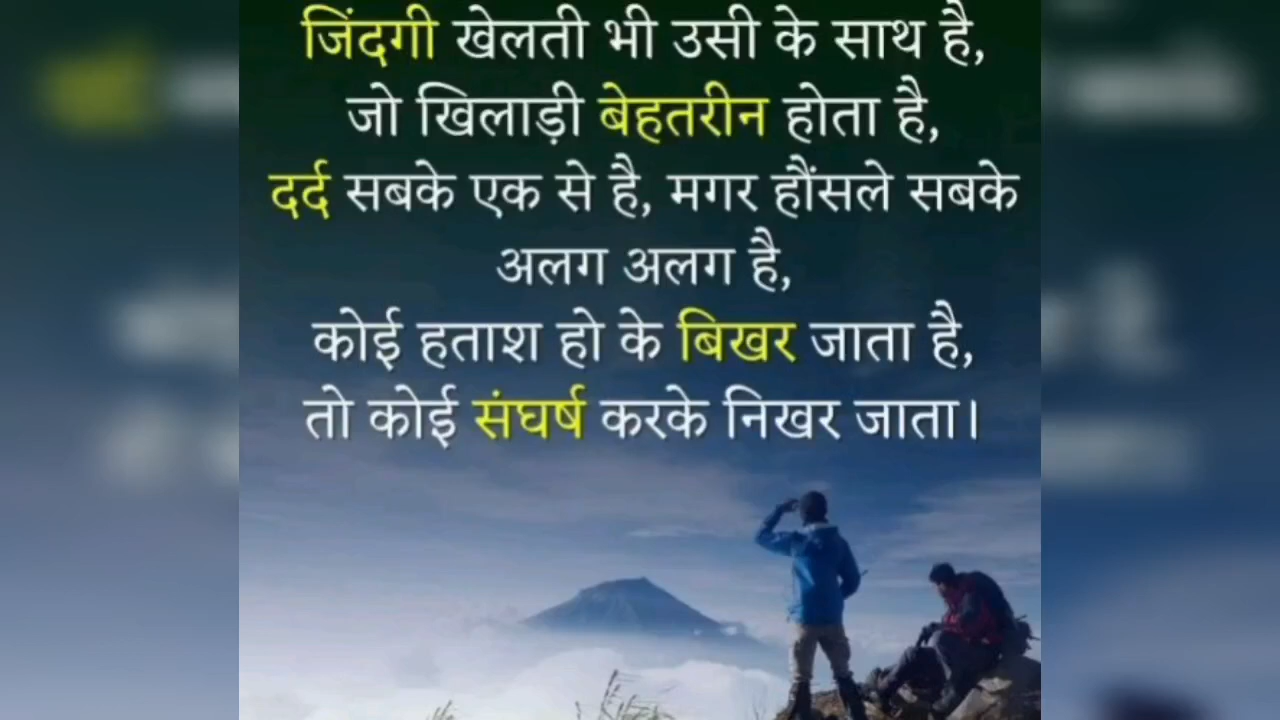 जिंदगी खेलती भी उसी के साथ है,
जो खिलाड़ी बेहतरीन होता है,
दर्द सबके एक से है, मगर हौंसले सबके
अलग अलग है,
कोई हताश हो के बिखर जाता है,
तो कोई संघर्ष करके निखर जाता।